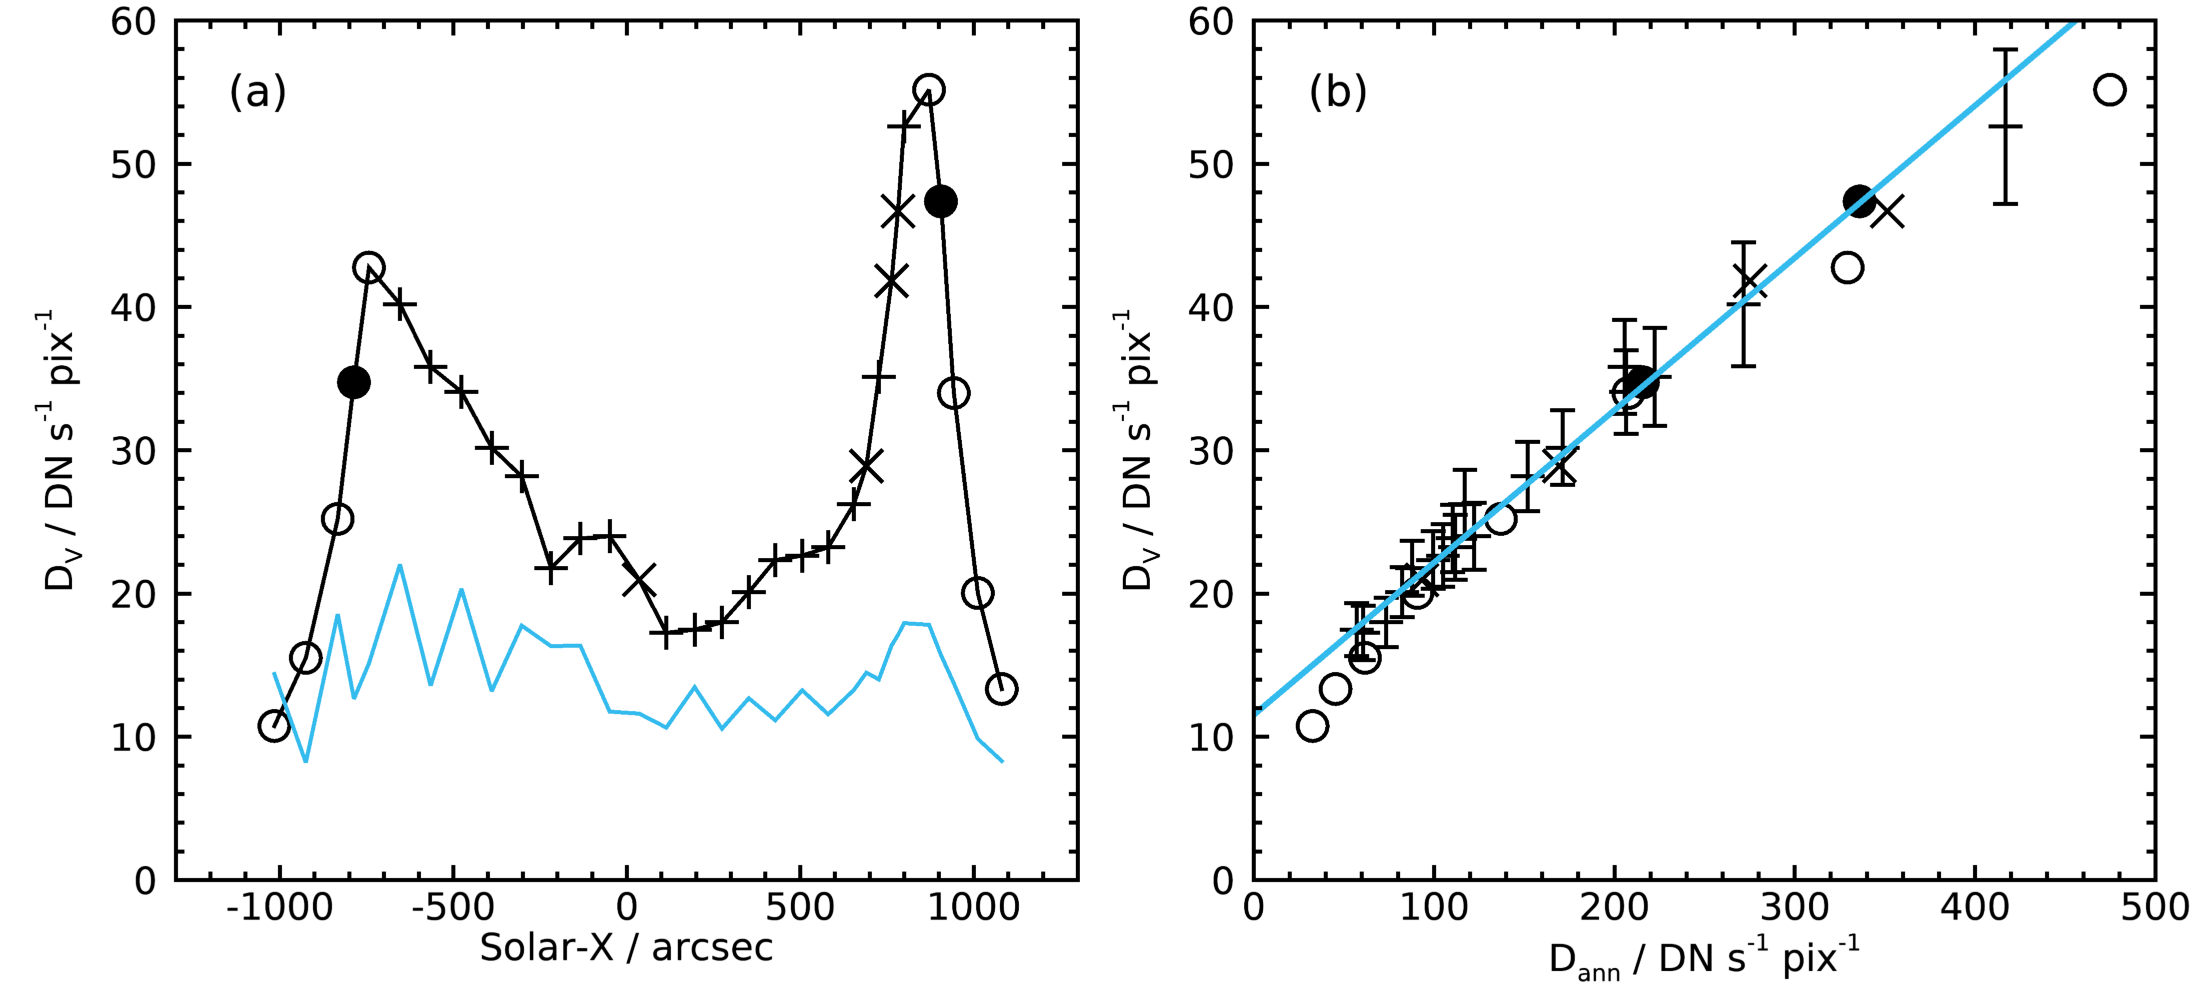 (a)
60
50
40
30
20
10
0
-1000 -500 0 500 1000
Solar-X / arcsec
D_V / DN s^-1 pix^-1
(b)
60
50
40
30
20
10
0
0 100 200 300 400 500
D_ann / DN s^-1 pix^-1
D_V / DN s^-1 pix^-1